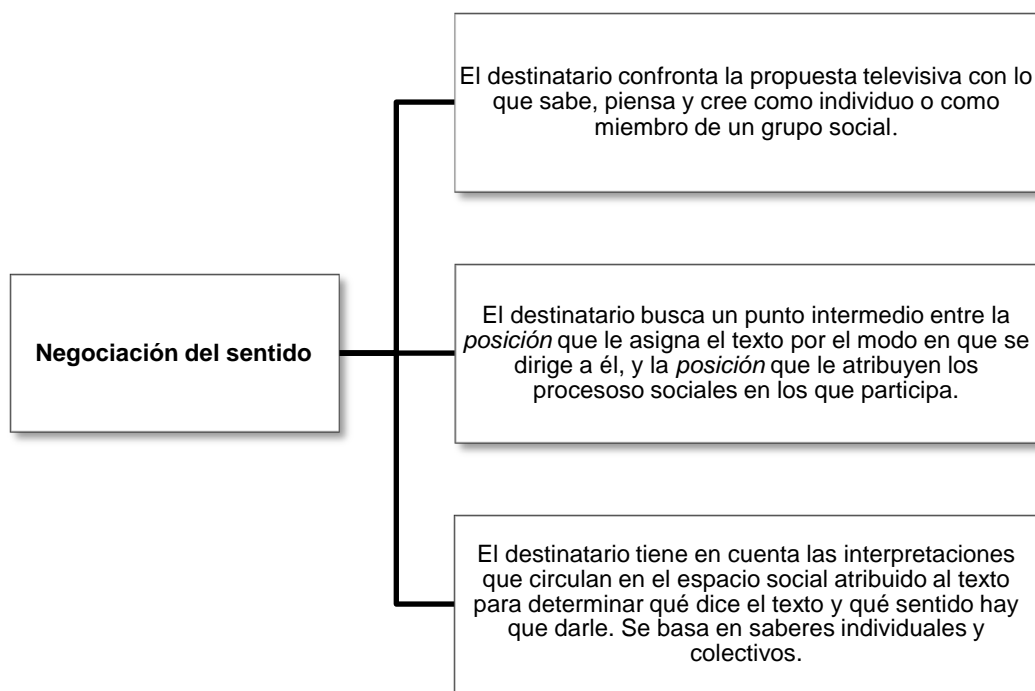 El destinatario confronta la propuesta televisiva con lo
que sabe, piensa y cree como individuo o como
miembro de un grupo social.
Negociación del sentido
El destinatario busca un punto intermedio entre la
posición que le asigna el texto por el modo en que se
dirige a él, y la posición que le atribuyen los
procesoso sociales en los que participa.
El destinatario tiene en cuenta las interpretaciones
que circulan en el espacio social atribuido al texto
para determinar qué dice el texto y qué sentido hay
que darle. Se basa en saberes individuales y
colectivos.